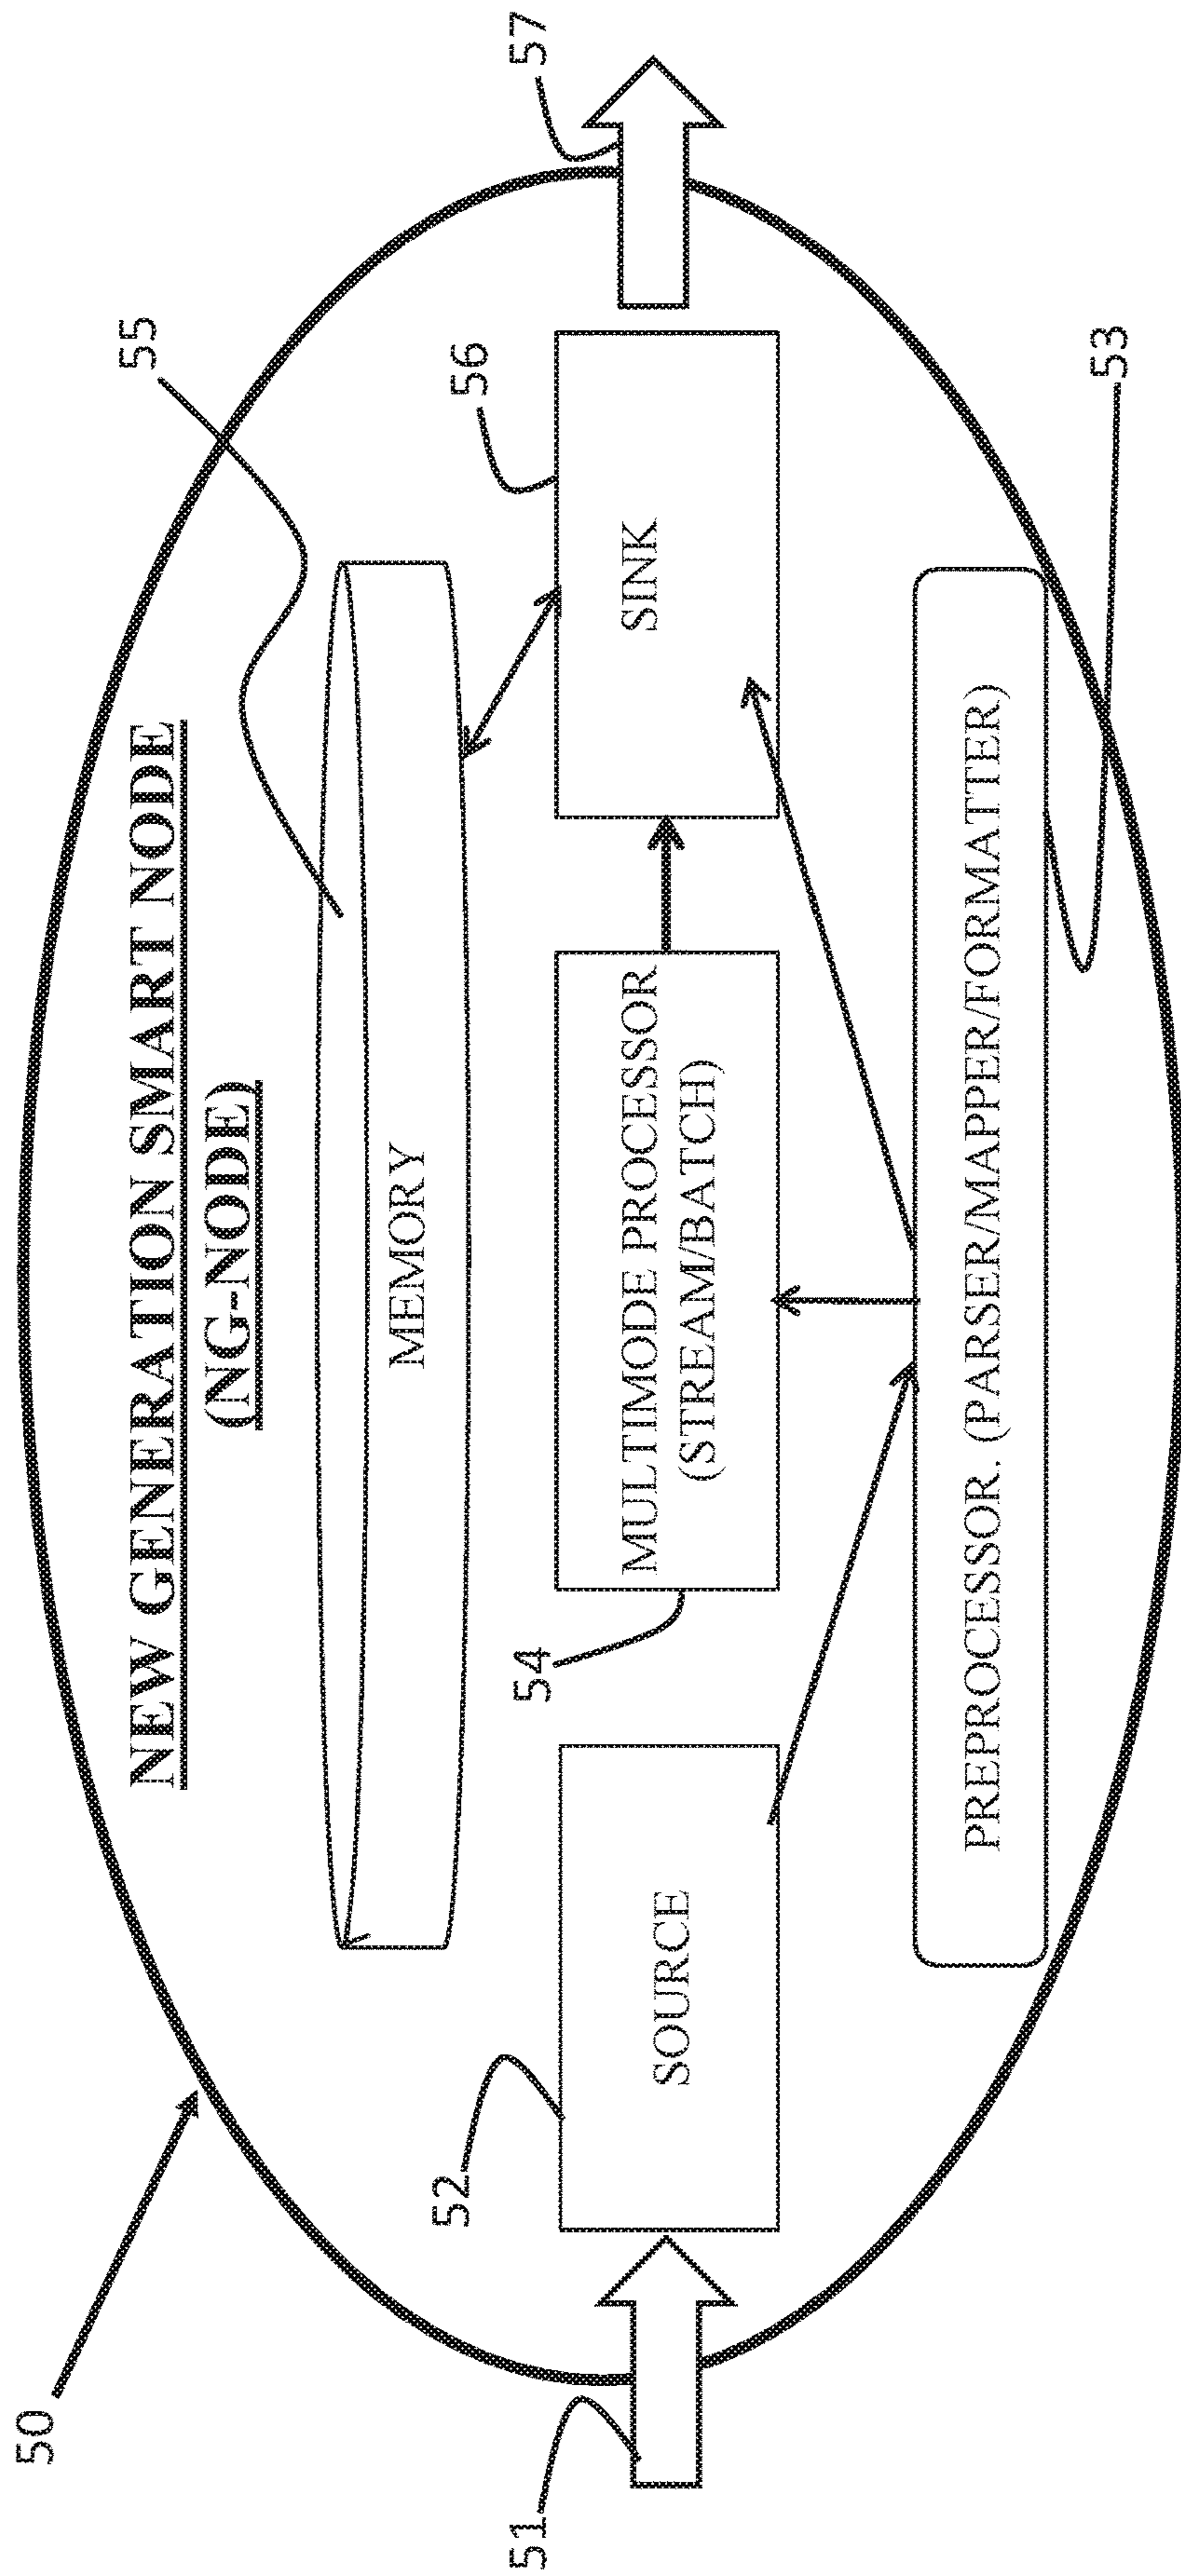 50
NEW GENERATION SMART NODE
(NG-NODE)
55
MEMORY
51
52
SOURCE
54
MULTIMODE PROCESSOR
(STREAM/BATCH)
56
SINK
57
PREPROCESSOR. (PARSER/MAPPER/FORMATTER)
53